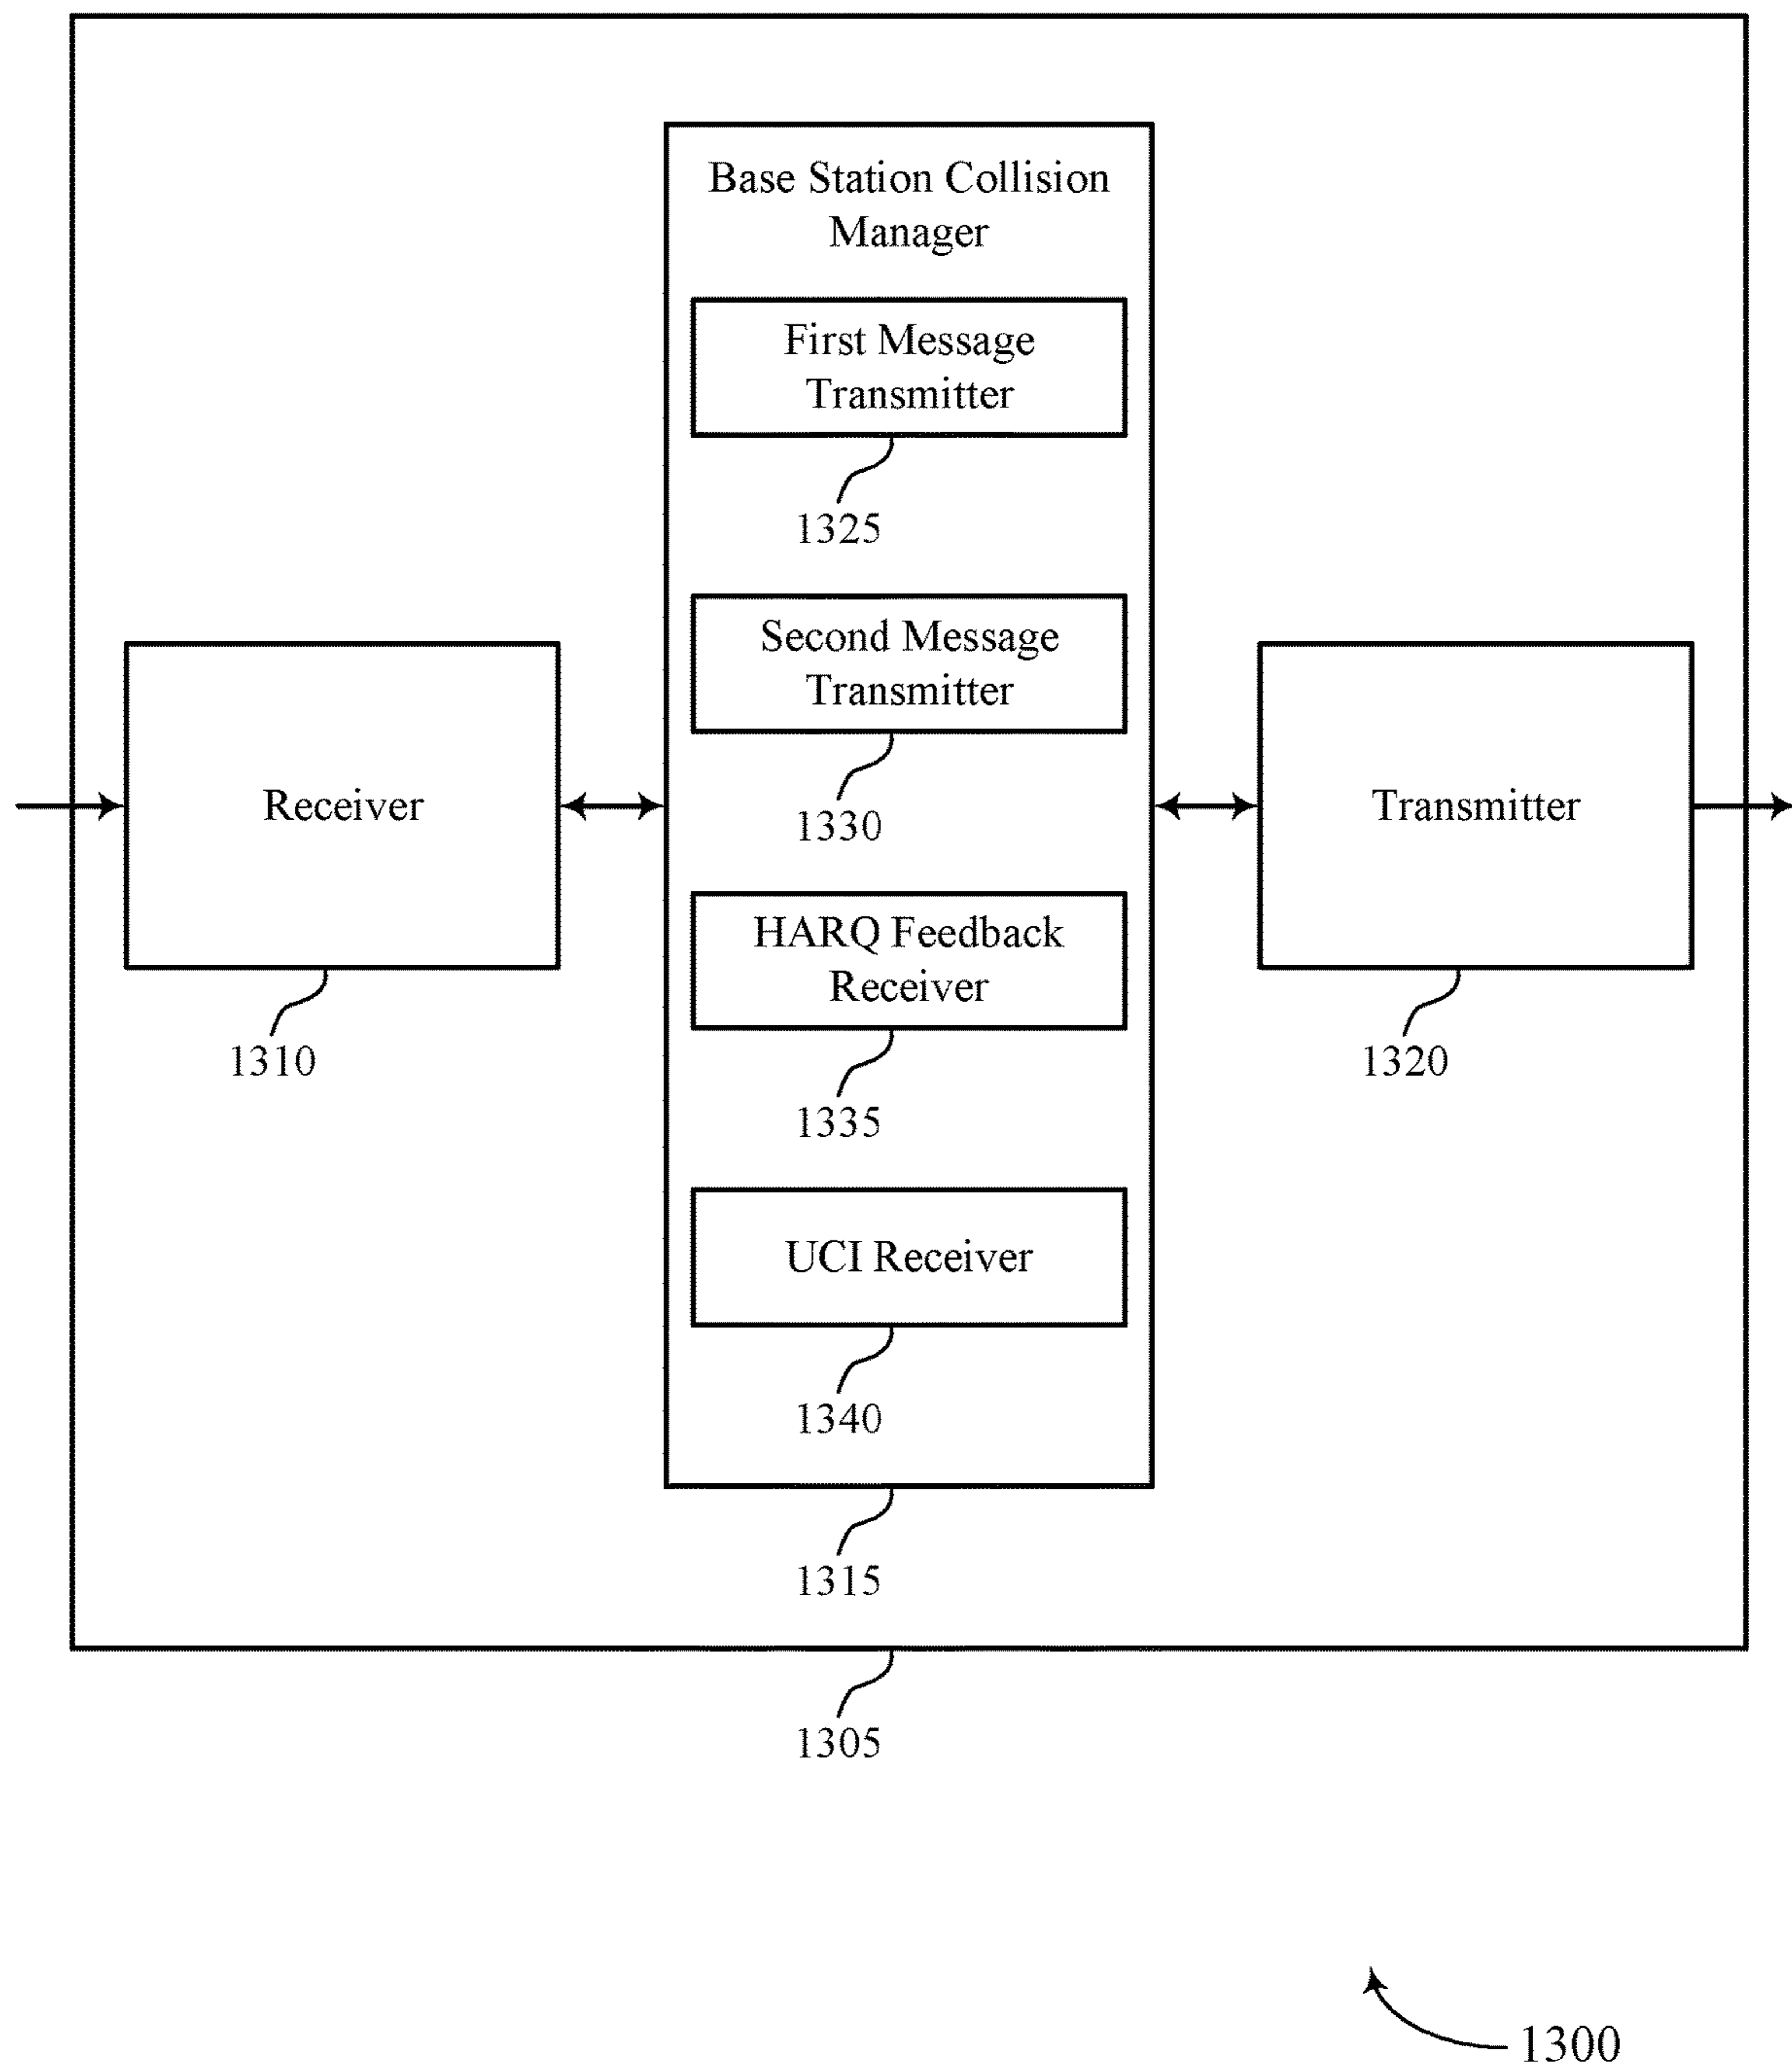 Base Station Collision
Manager
First Message
Transmitter
1325
Second Message
Transmitter
1330
Receiver
1310
Transmitter
1320
HARQ Feedback
Receiver
1335
UCI Receiver
1340
1315
1305
1300